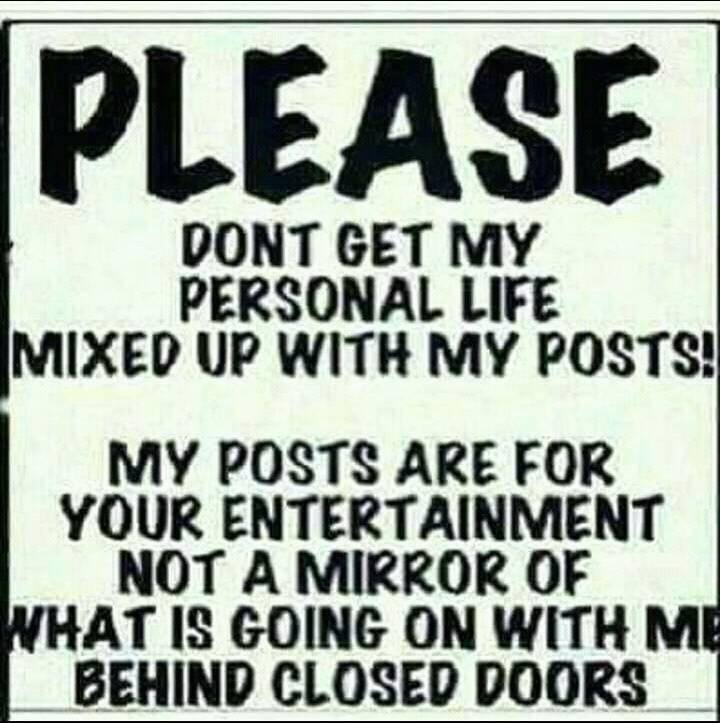 PLEASE
DONT GET MY
PERSONAL LIFE
MIXED UP WITH MY POSTS!
MY POSTS ARE FOR
YOUR ENTERTAINMENT
NOT A MIRROR OF
WHAT IS GOING ON WITH ME
BEHIND CLOSED DOORS